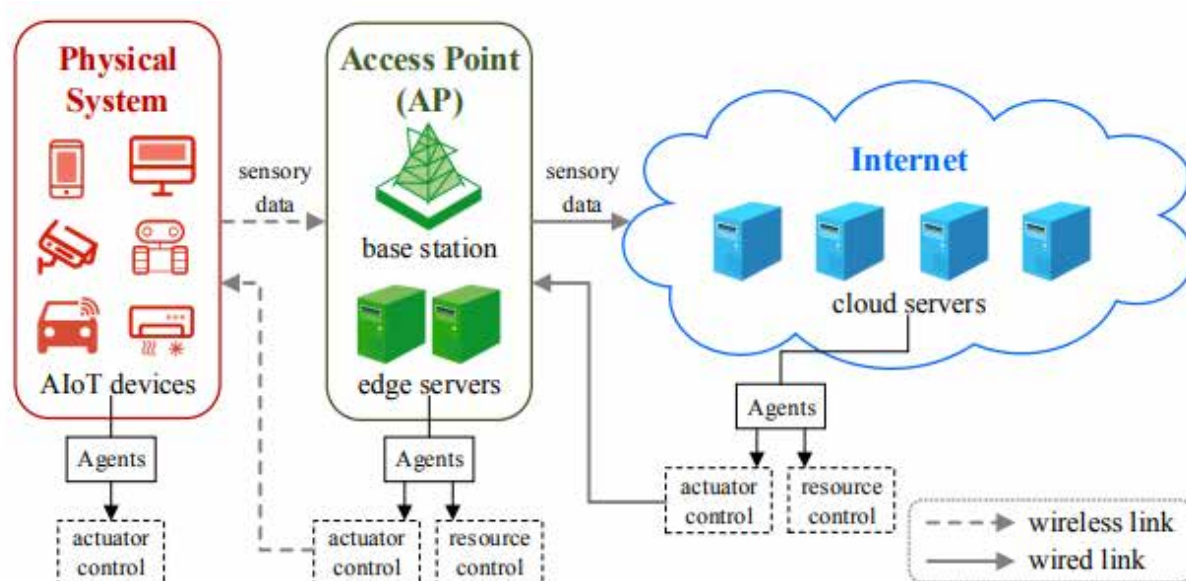 Physical
System
AIoT devices
Agents
actuator
control
sensory
data
Access Point
(AP)
base station
edge servers
Agents
actuator
control
resource
control
sensory
data
Internet
cloud servers
Agents
actuator
control
resource
control
wireless link
wired link